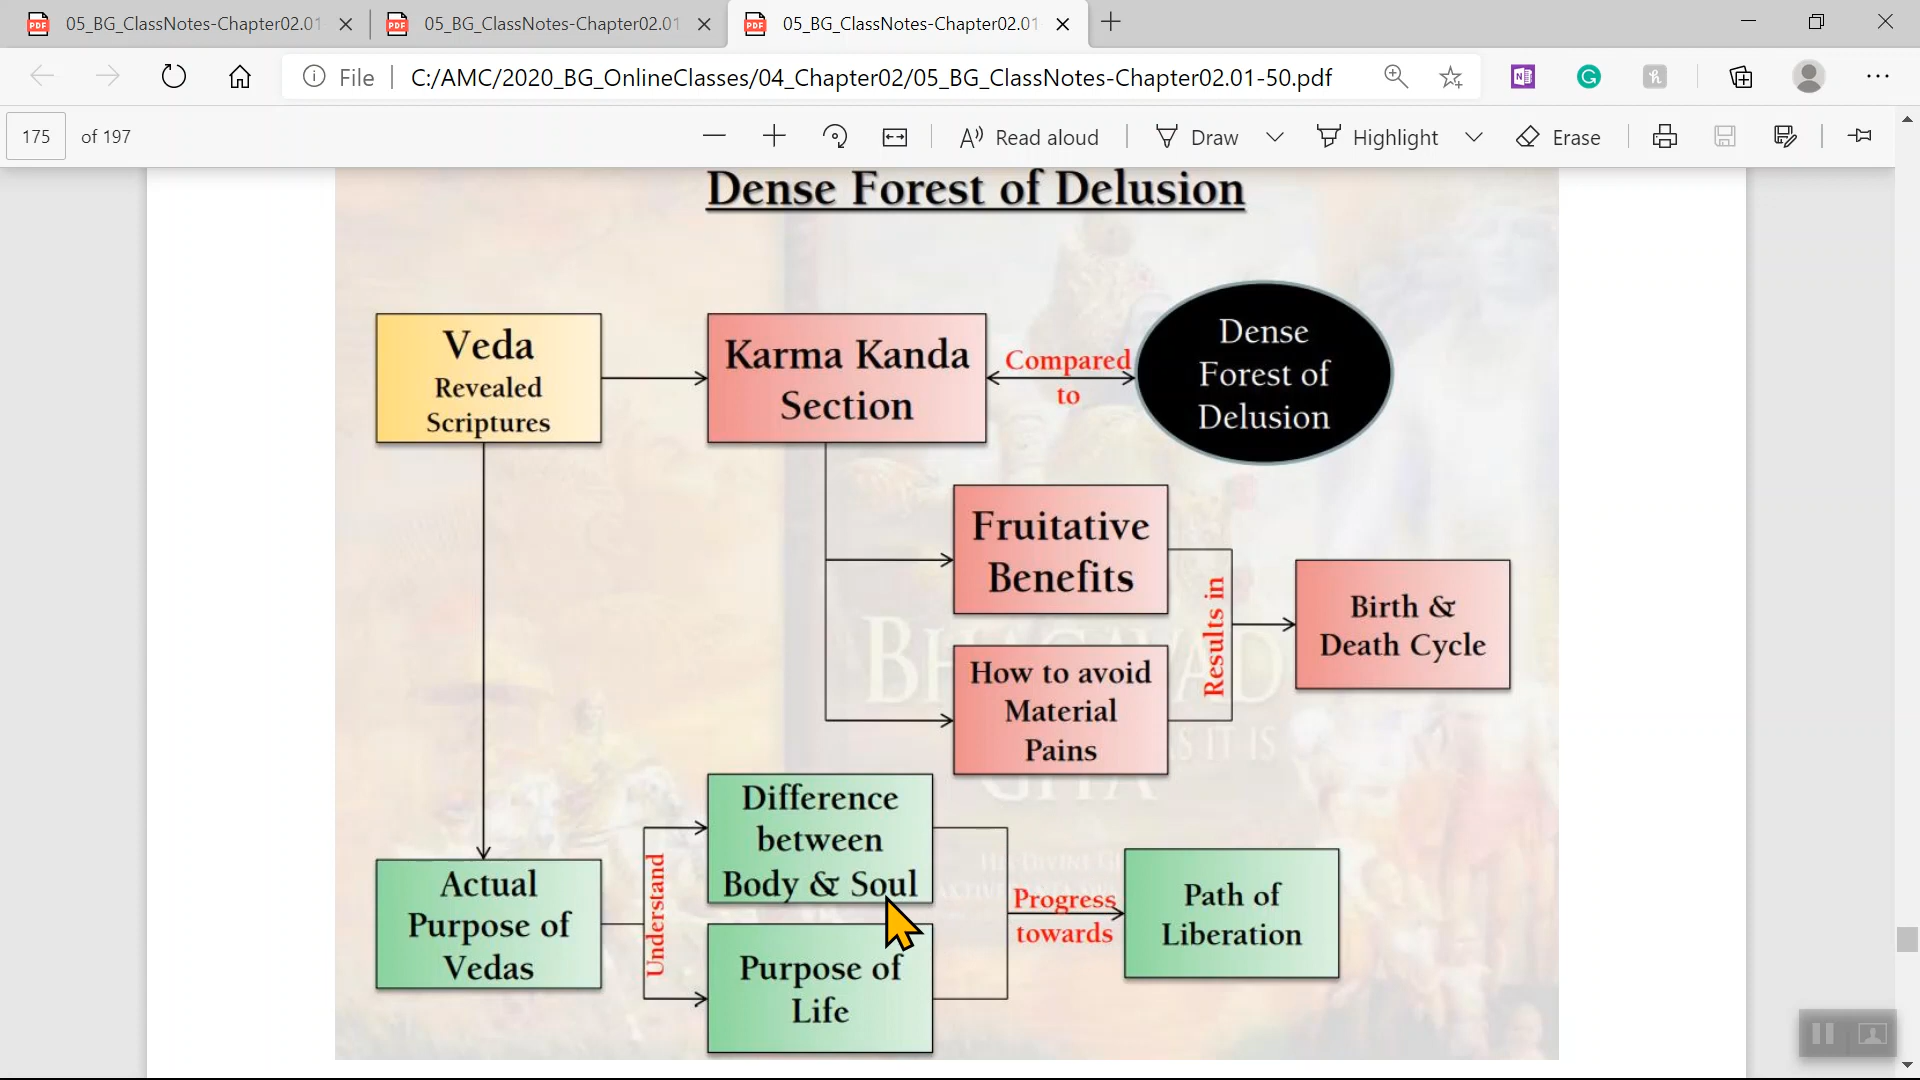 05_BG_ClassNotes-Chapter02.01
05_BG_ClassNotes-Chapter02.01
05_BG_ClassNotes-Chapter02.01
File
C:/AMC/2020_BG_OnlineClasses/04_Chapter02/05_BG_ClassNotes-Chapter02.01-50.pdf
175
of 197
Read aloud
Draw
Highlight
Erase
Dense Forest of Delusion
Veda
Revealed
Scriptures
Karma Kanda
Section
Compared
to
Dense
Forest of
Delusion
Fruitative
Benefits
How to avoid
Material
Pains
Results in
Birth &
Death Cycle
Actual
Purpose of
Vedas
Understand
Difference
between
Body & Soul
Purpose of
Life
Progress
towards
Path of
Liberation